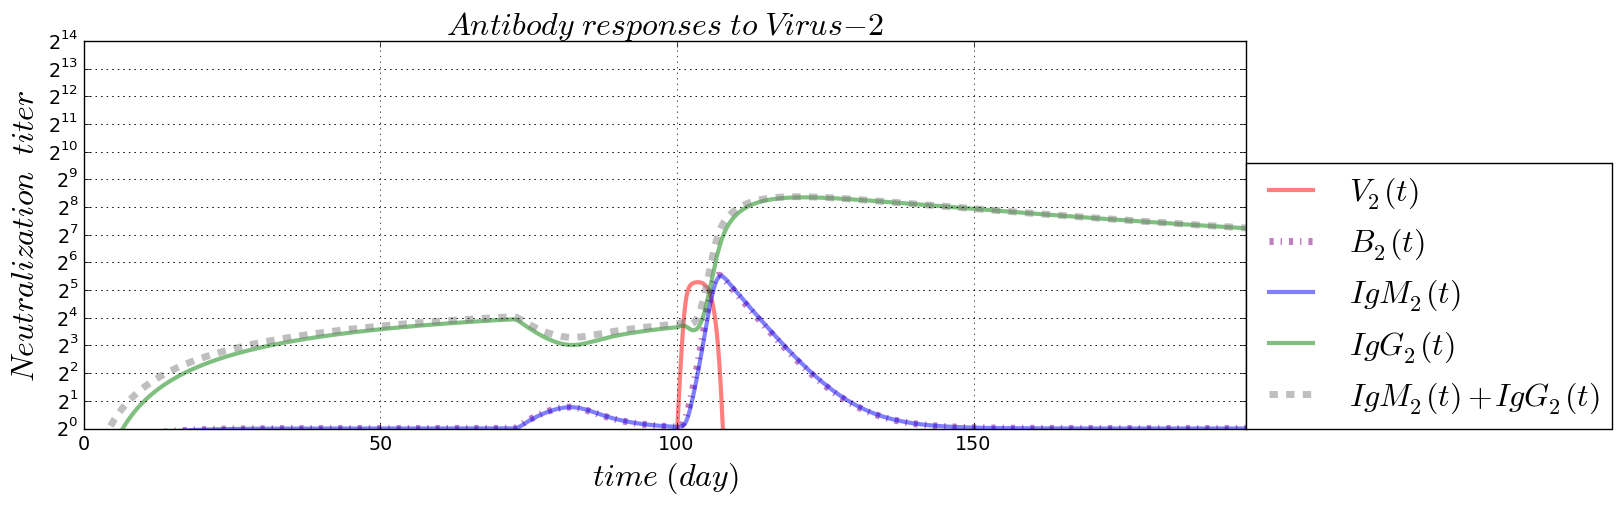 Antibody responses to Virus−2
Neutralization titer
2^14
2^13
2^12
2^11
2^10
2^9
2^8
2^7
2^6
2^5
2^4
2^3
2^2
2^1
2^0
0 50 100 150
time (day)
V_2(t)
B_2(t)
IgM_2(t)
IgG_2(t)
IgM_2(t)+IgG_2(t)